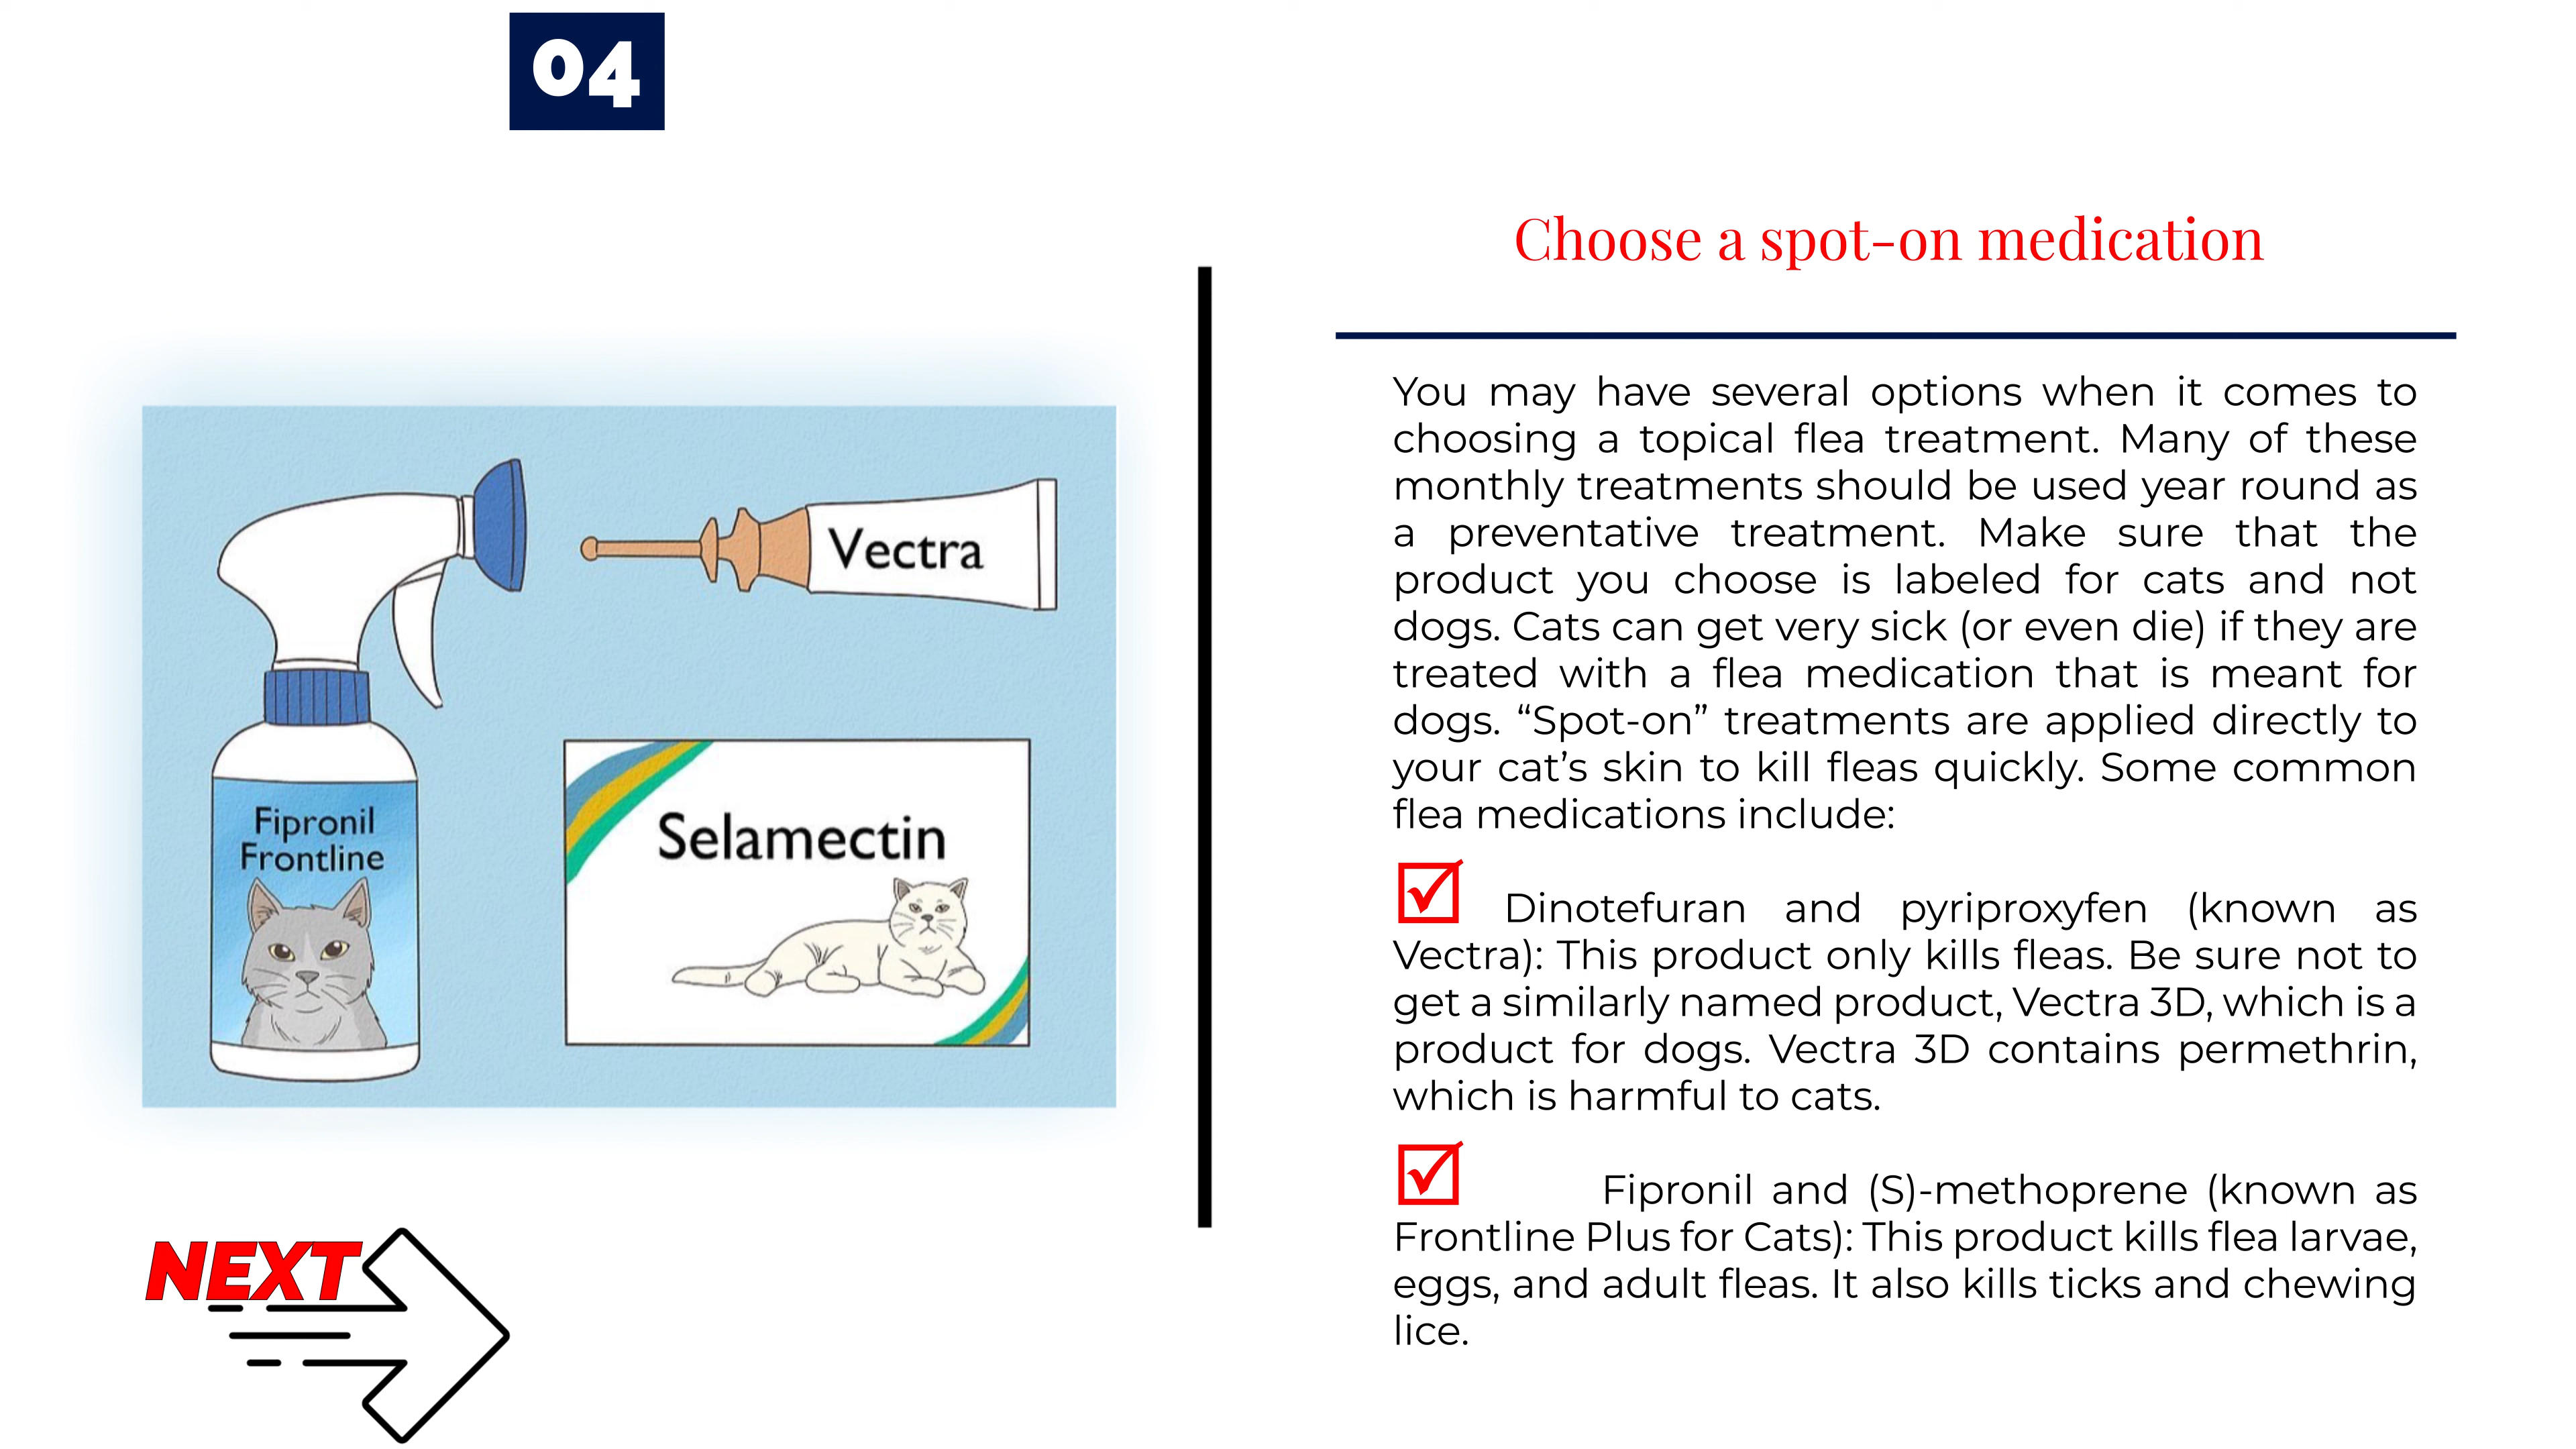 04
Choose a spot-on medication
You may have several options when it comes to
choosing a topical flea treatment. Many of these
monthly treatments should be used year round as
a preventative treatment. Make sure that the
product you choose is labeled for cats and not
dogs. Cats can get very sick (or even die) if they are
treated with a flea medication that is meant for
dogs. “Spot-on” treatments are applied directly to
your cat’s skin to kill fleas quickly. Some common
flea medications include:
Dinotefuran and pyriproxyfen (known as
Vectra): This product only kills fleas. Be sure not to
get a similarly named product, Vectra 3D, which is a
product for dogs. Vectra 3D contains permethrin,
which is harmful to cats.
Fipronil and (S)-methoprene (known as
Frontline Plus for Cats): This product kills flea larvae,
eggs, and adult fleas. It also kills ticks and chewing
lice.
Vectra
Fipronil
Frontline
Selamectin
NEXT